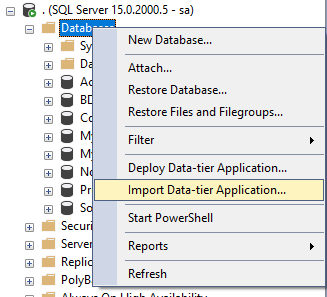 . (SQL Server 15.0.2000.5 - sa)
Databases
New Database...
Sy
Attach...
Da
Restore Database...
Ad
Restore Files and Filegroups...
BD
Co
Filter
My
My
Deploy Data-tier Application...
No
Import Data-tier Application...
Pr
Start PowerShell
So
Securi
Reports
Server
Replic
Refresh
PolyB
Always On High Availability